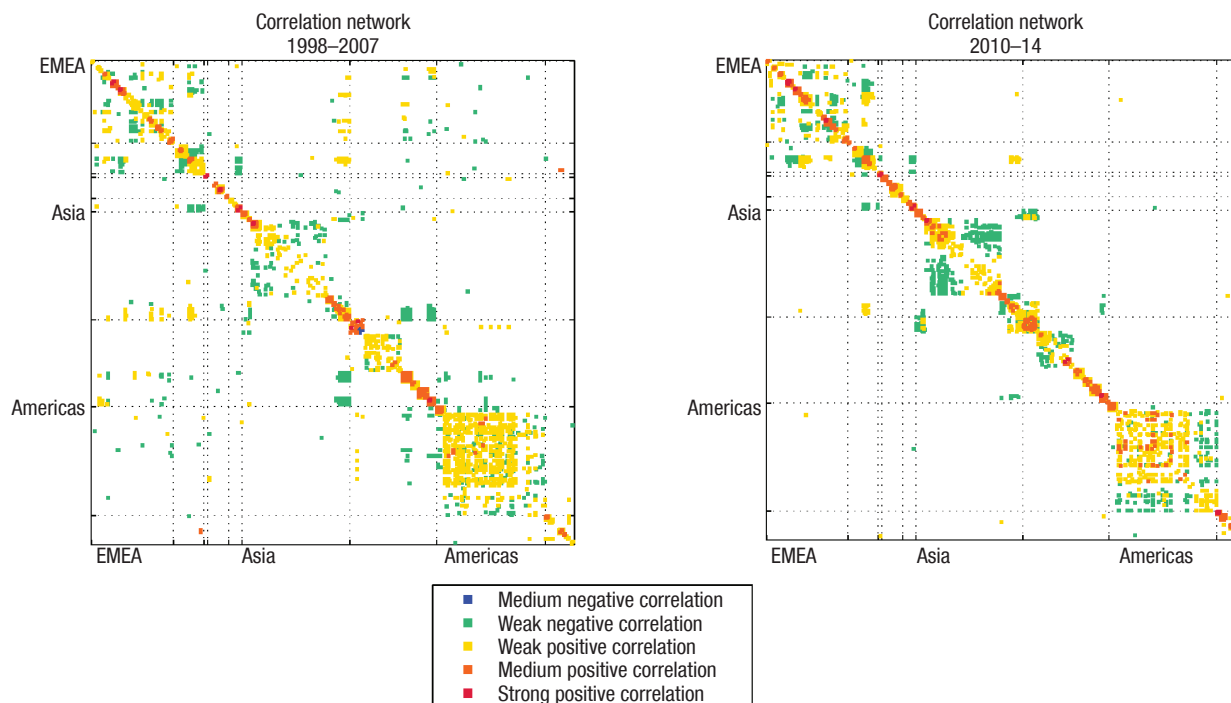 Correlation network
1998–2007
EMEA
Asia
Americas
EMEA
Asia
Americas
Correlation network
2010–14
EMEA
Asia
Americas
EMEA
Asia
Americas
Medium negative correlation
Weak negative correlation
Weak positive correlation
Medium positive correlation
Strong positive correlation